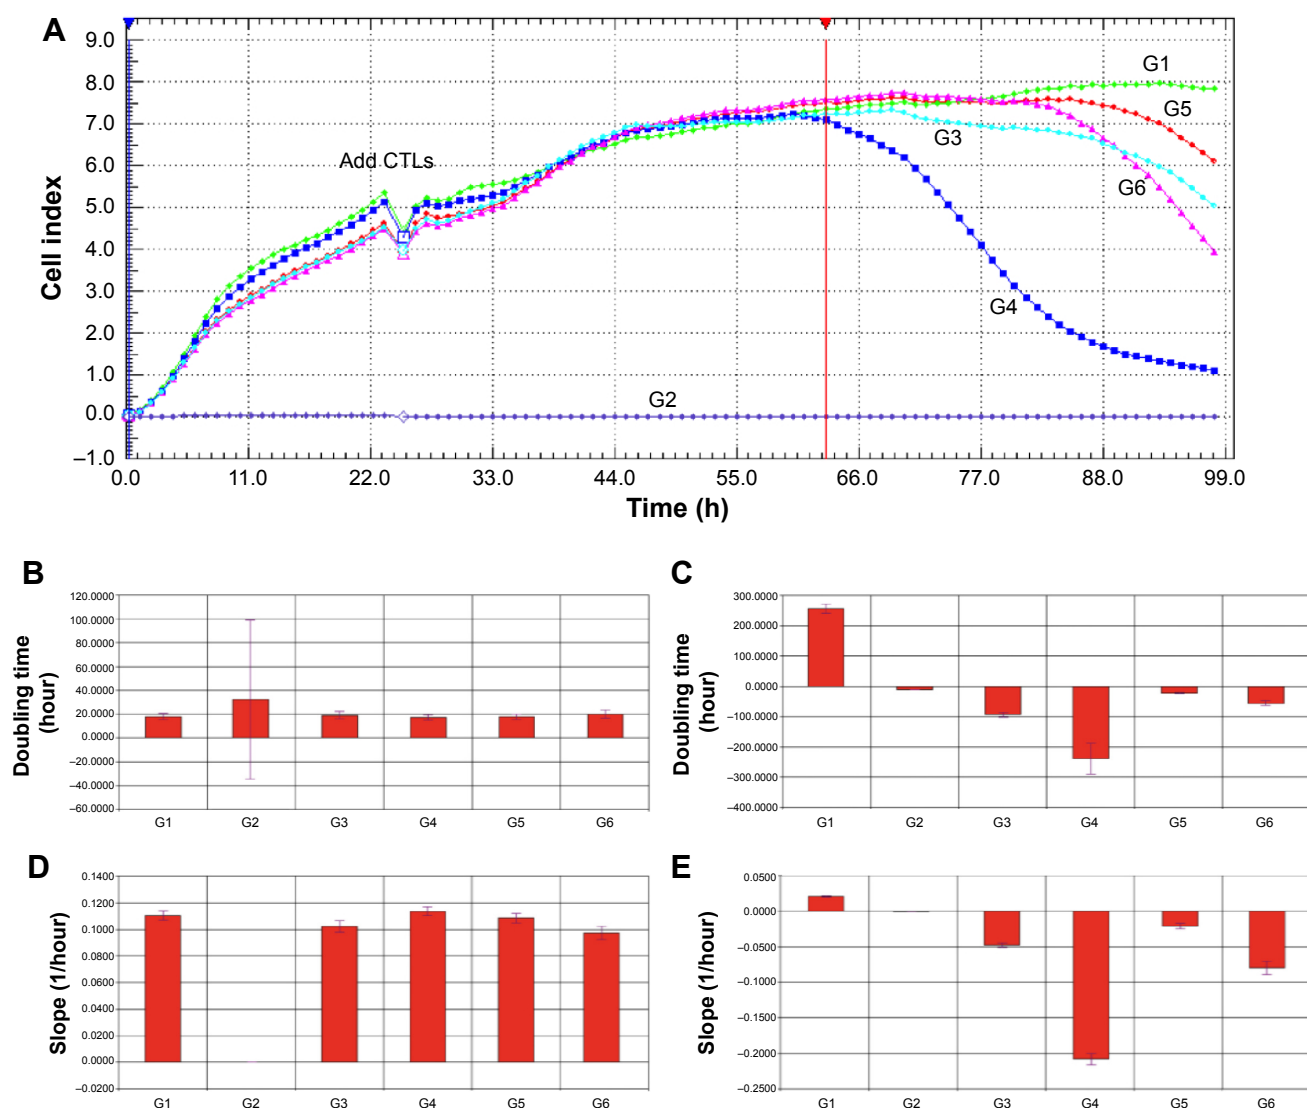 A
9.0
8.0
7.0
6.0
5.0
4.0
3.0
2.0
1.0
0.0
–1.0
Cell index
Add CTLs
G1
G5
G3
G6
G4
G2
0.0 11.0 22.0 33.0 44.0 55.0 66.0 77.0 88.0 99.0
Time (h)
B
120.0000
100.0000
80.0000
60.0000
40.0000
20.0000
0.0000
–20.0000
–40.0000
–60.0000
Doubling time
(hour)
G1 G2 G3 G4 G5 G6
C
300.0000
200.0000
100.0000
0.0000
–100.0000
–200.0000
–300.0000
–400.0000
Doubling time
(hour)
G1 G2 G3 G4 G5 G6
D
0.1400
0.1200
0.1000
0.0800
0.0600
0.0400
0.0200
0.0000
–0.0200
Slope (1/hour)
G1 G2 G3 G4 G5 G6
E
0.0500
0.0000
–0.0500
–0.1000
–0.1500
–0.2000
–0.2500
Slope (1/hour)
G1 G2 G3 G4 G5 G6